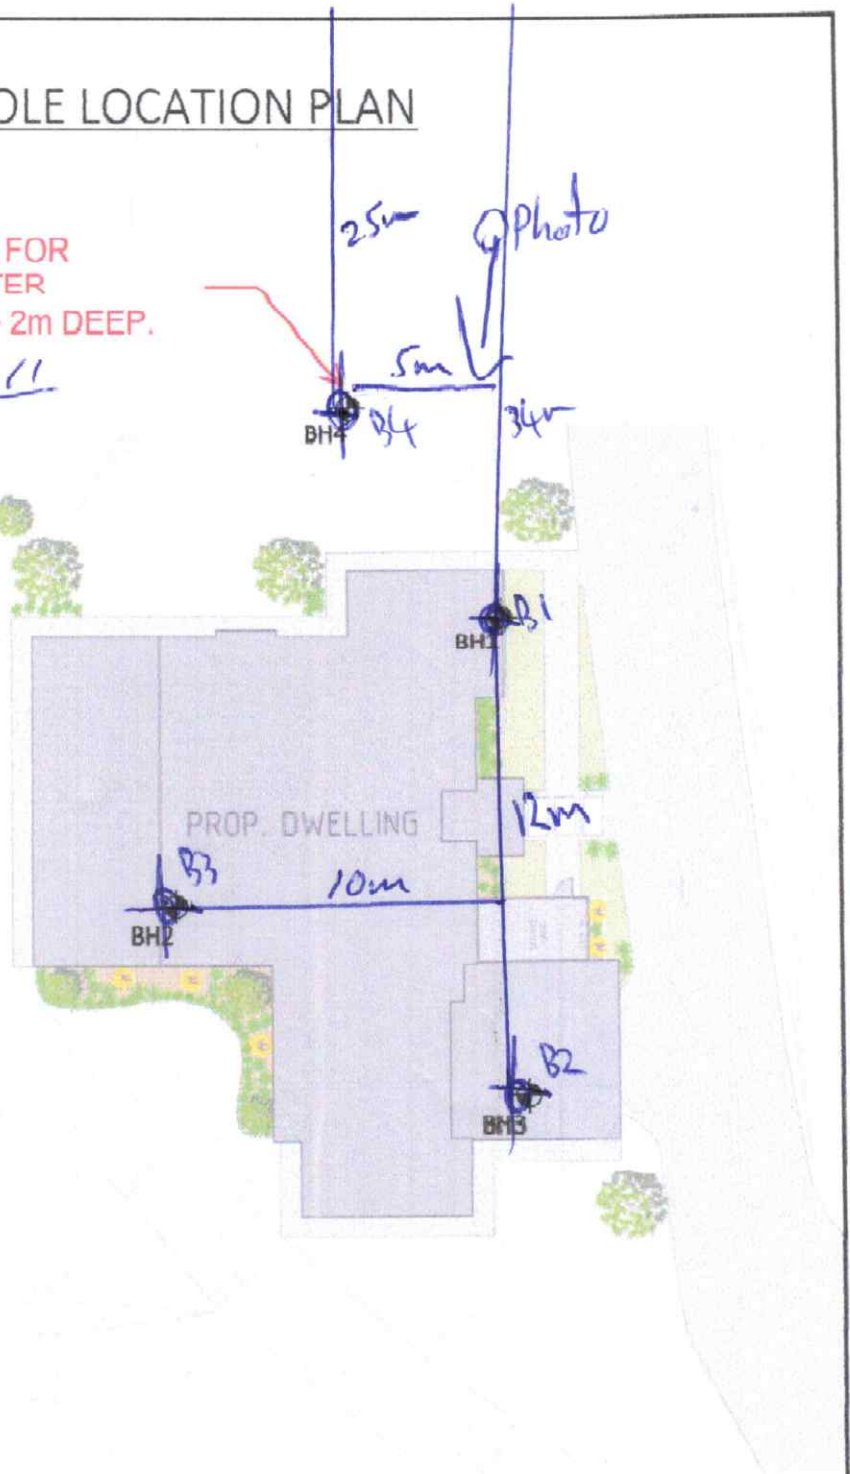 OLE LOCATION PLAN
25m
Photo
FOR
TER
2m DEEP.
11
5m
BH4
B4
34m
B1
BH1
PROP. DWELLING
12m
B3
10m
BH2
B2
BH3